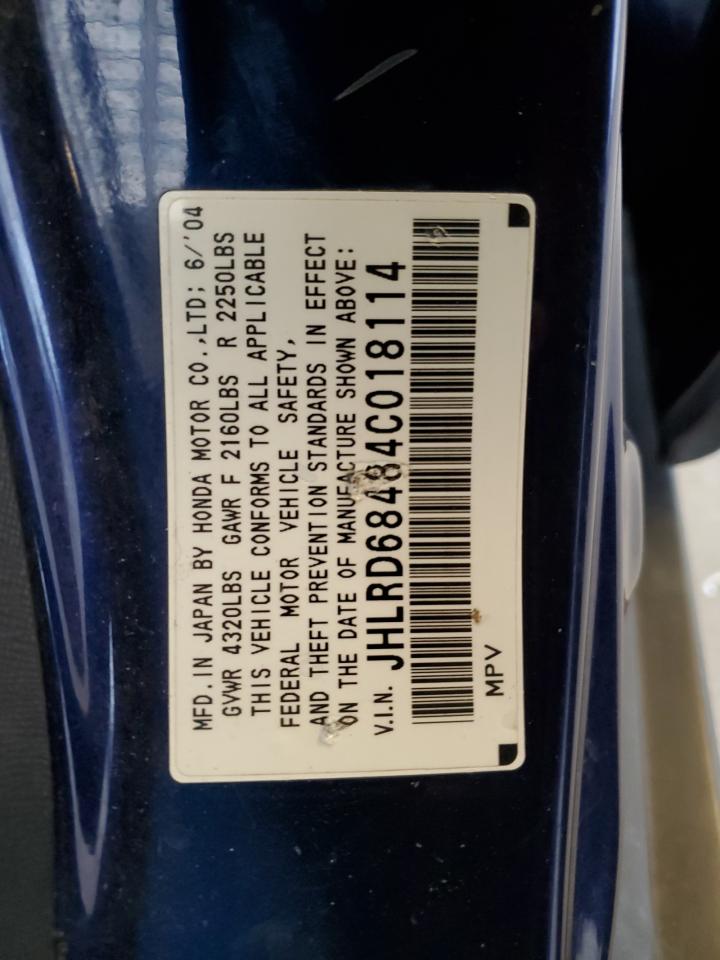 MFD. IN JAPAN BY HONDA MOTOR CO.,LTD; 6/'04
GVWR 4320LBS GAWR F 2160LBS R 2250LBS
THIS VEHICLE CONFORMS TO ALL APPLICABLE
FEDERAL MOTOR VEHICLE SAFETY,
AND THEFT PREVENTION STANDARDS IN EFFECT
ON THE DATE OF MANUFACTURE SHOWN ABOVE:
V.I.N. JHLRD68484C018114
MPV